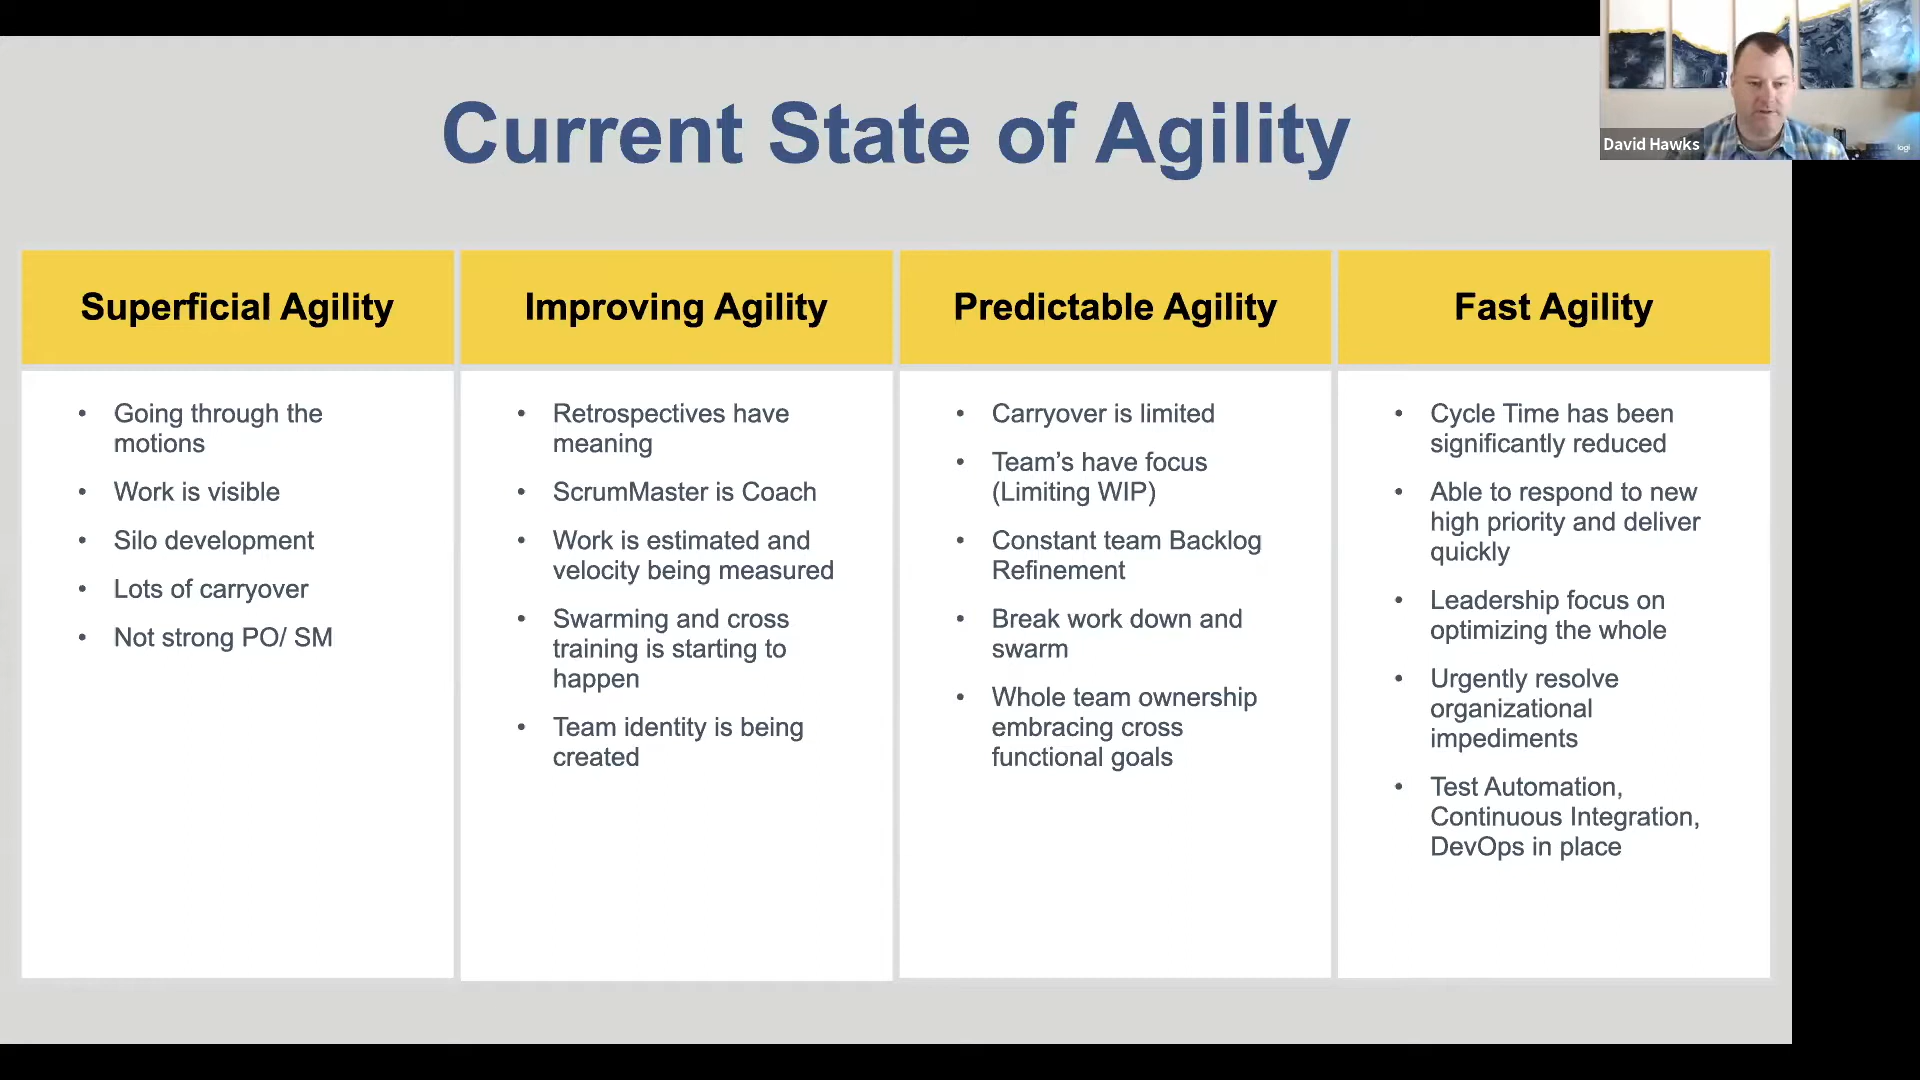 Current State of Agility
David Hawks
logi
Superficial Agility
• Going through the
motions
• Work is visible
• Silo development
• Lots of carryover
• Not strong PO/ SM
Improving Agility
• Retrospectives have
meaning
• ScrumMaster is Coach
• Work is estimated and
velocity being measured
• Swarming and cross
training is starting to
happen
• Team identity is being
created
Predictable Agility
• Carryover is limited
• Team’s have focus
(Limiting WIP)
• Constant team Backlog
Refinement
• Break work down and
swarm
• Whole team ownership
embracing cross
functional goals
Fast Agility
• Cycle Time has been
significantly reduced
• Able to respond to new
high priority and deliver
quickly
• Leadership focus on
optimizing the whole
• Urgently resolve
organizational
impediments
• Test Automation,
Continuous Integration,
DevOps in place